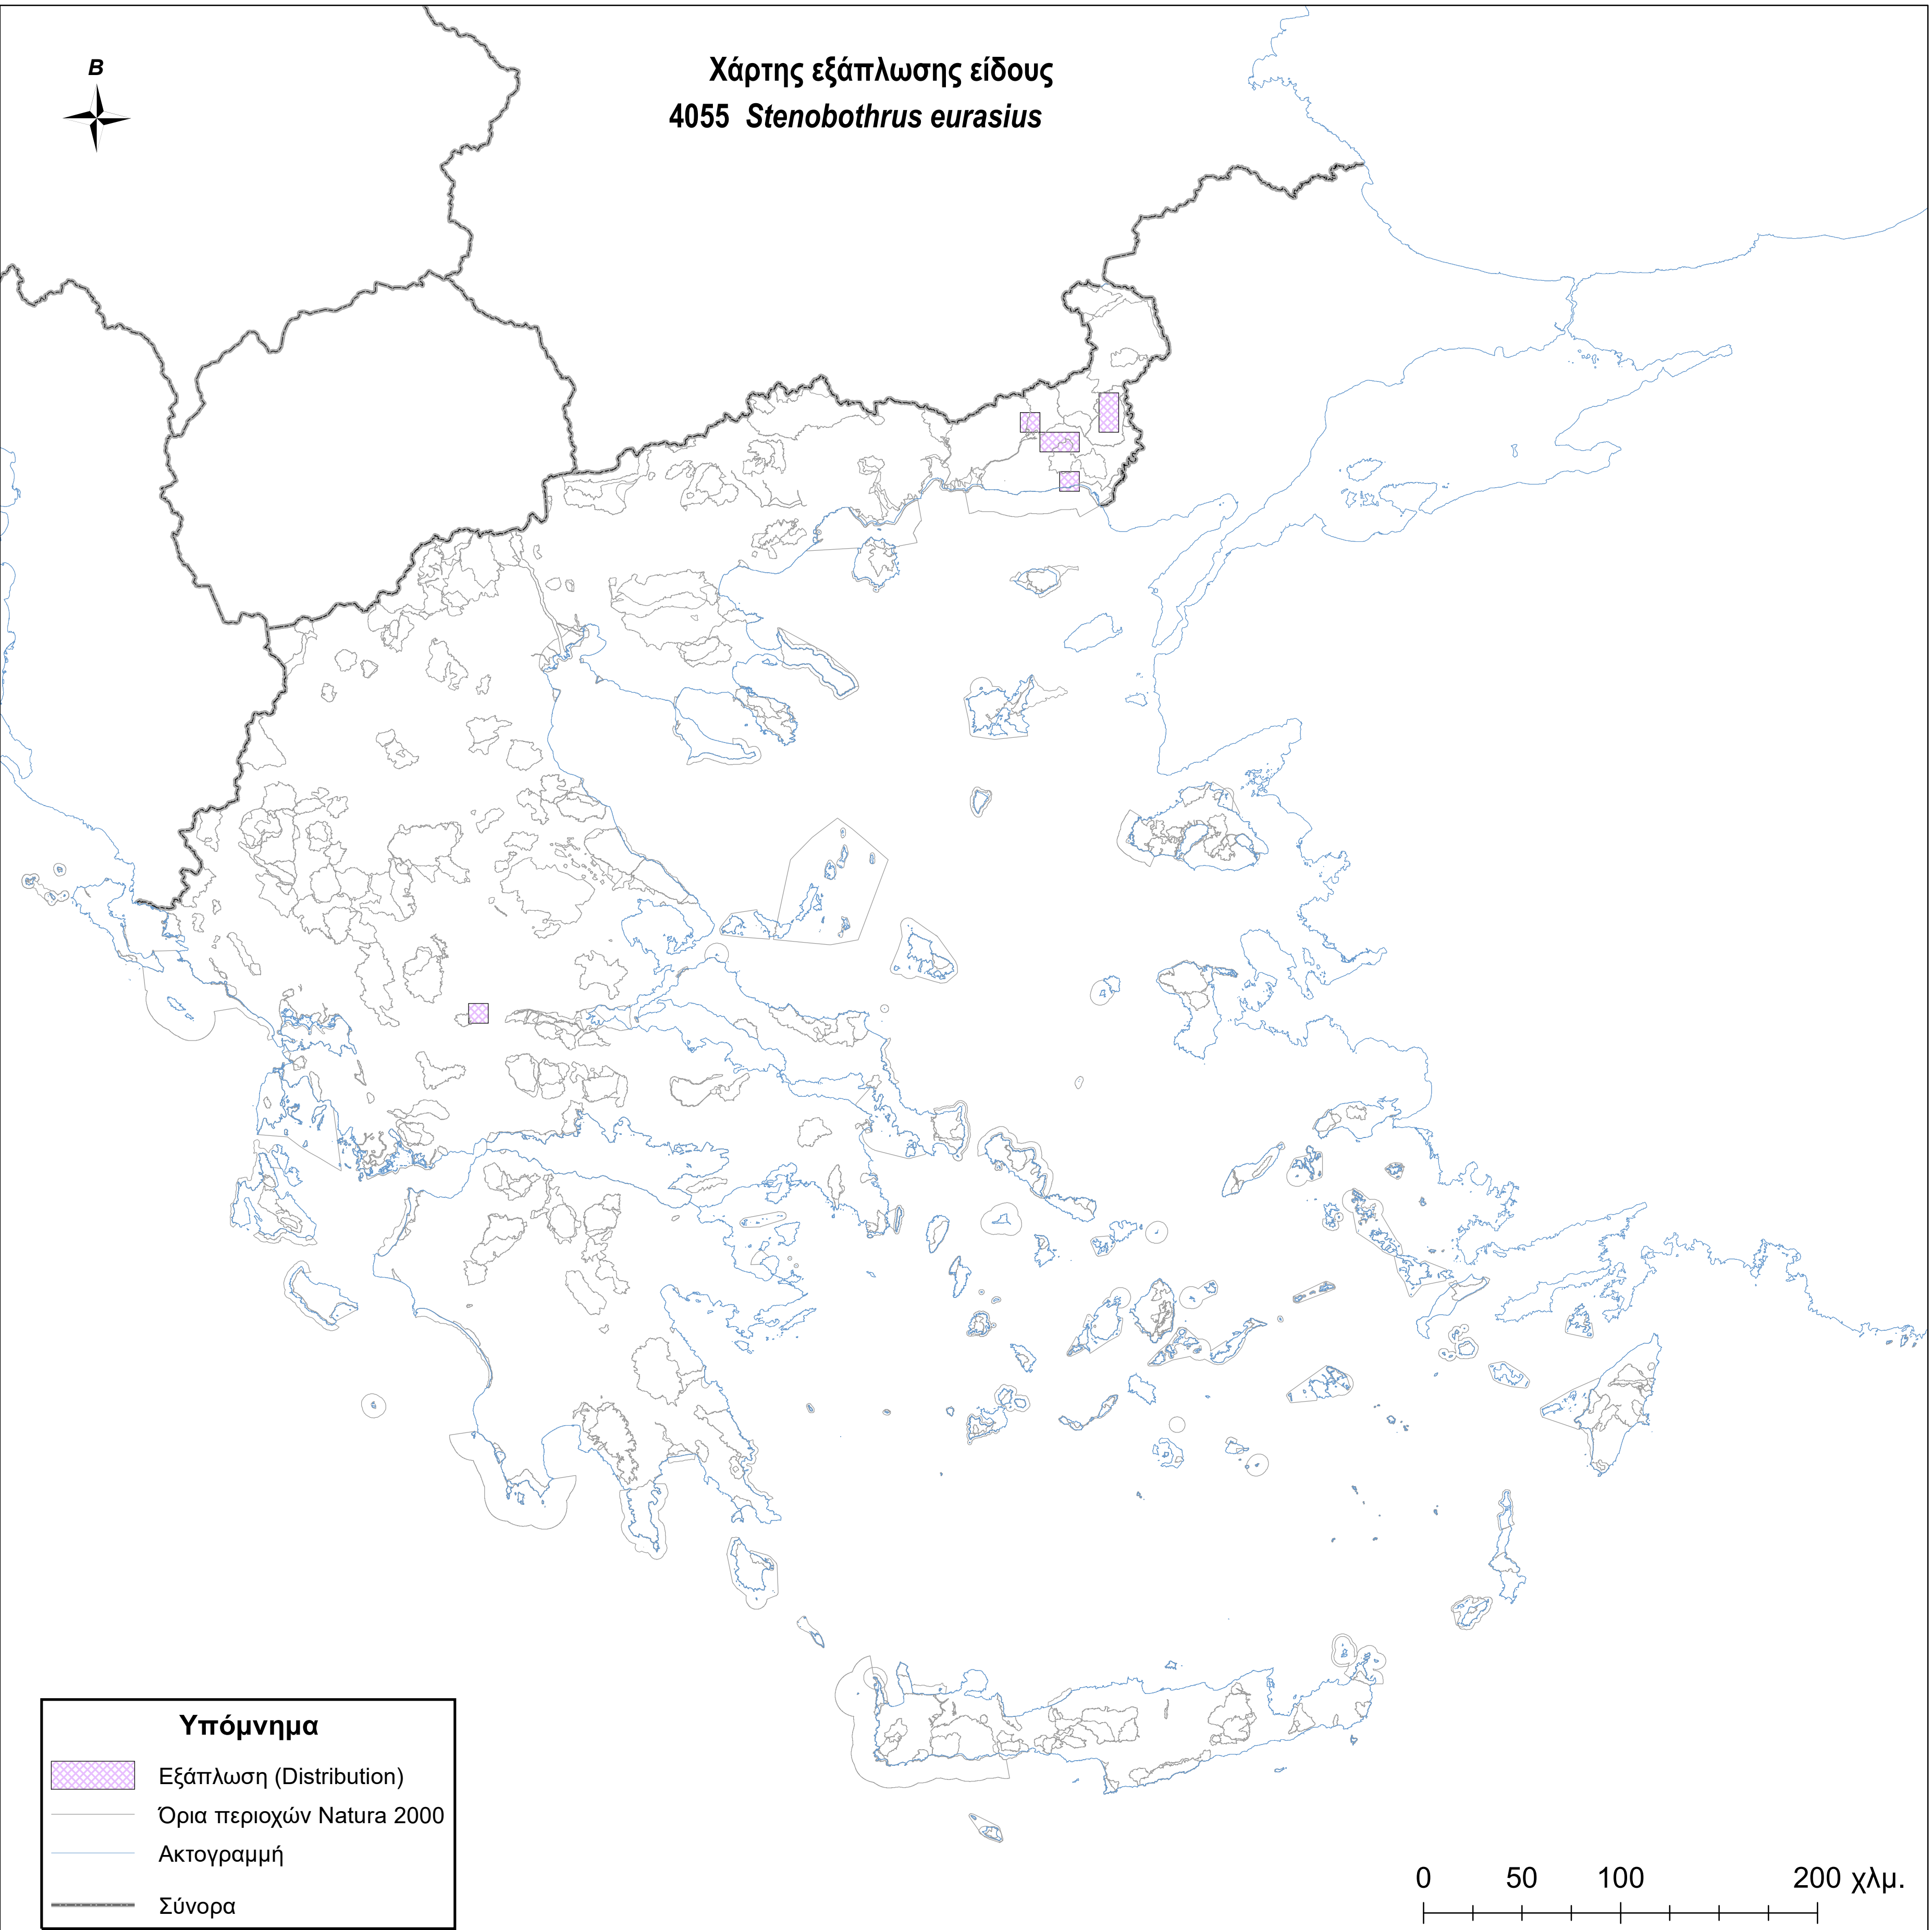 Χάρτης εξάπλωσης είδους
4055 Stenobothrus eurasius
Β
Υπόμνημα
Εξάπλωση (Distribution)
Όρια περιοχών Natura 2000
Ακτογραμμή
Σύνορα
0 50 100 200 χλμ.